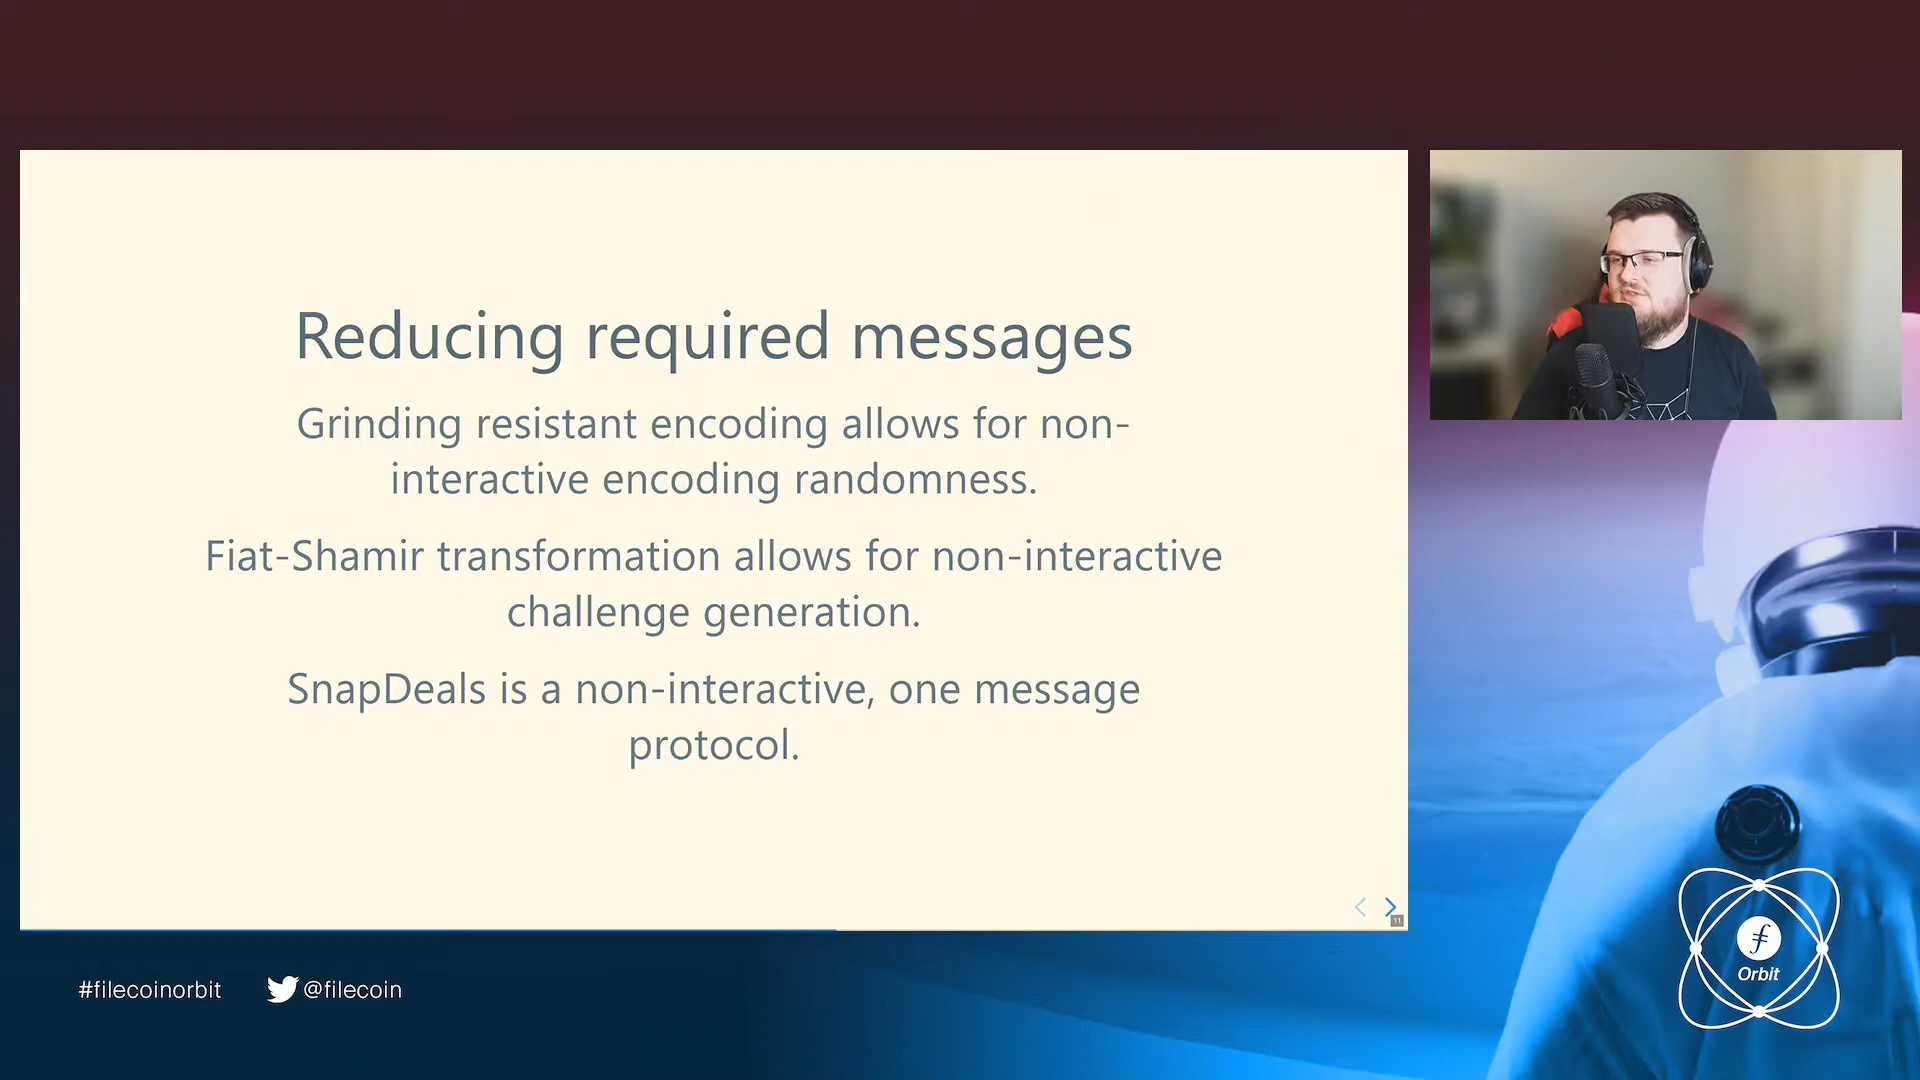 Reducing required messages
Grinding resistant encoding allows for non-
interactive encoding randomness.
Fiat-Shamir transformation allows for non-interactive
challenge generation.
SnapDeals is a non-interactive, one message
protocol.
11
#filecoinorbit
@filecoin
Orbit